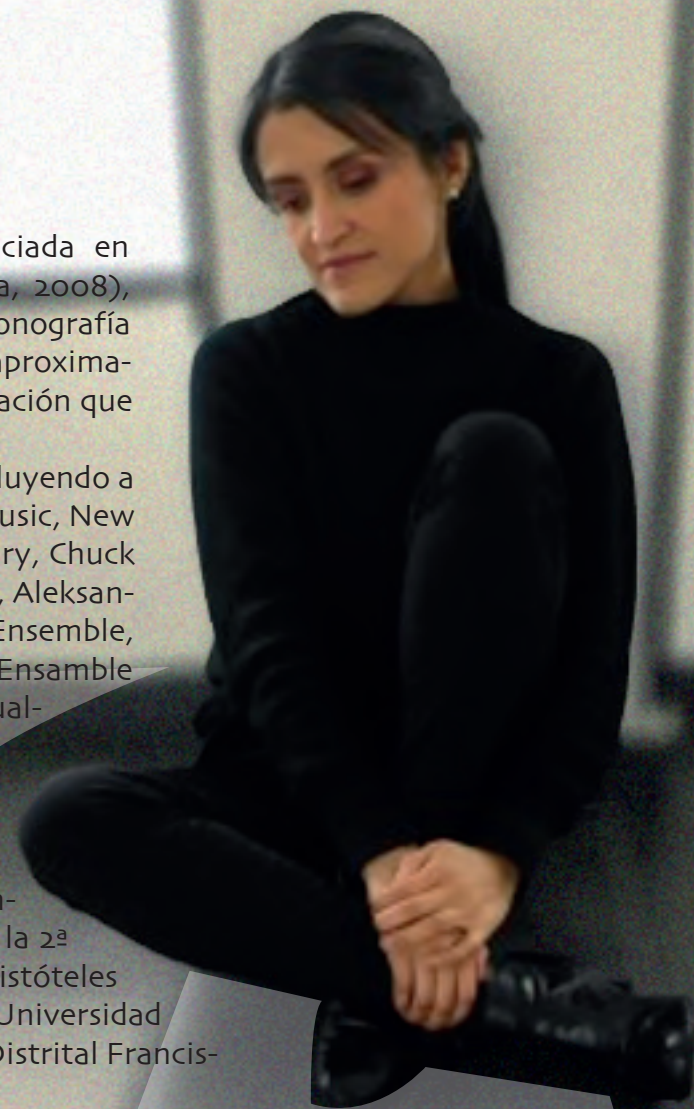 ciada en
a, 2008),
onografía
aproxima-
ación que
luyendo a
usic, New
ry, Chuck
, Aleksan-
Ensemble,
Ensamble
ual-
n-
la 2ª
istóteles
Universidad
Distrital Francis-